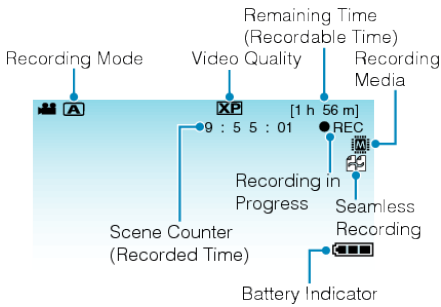 Remaining Time
(Recordable Time)
Recording Mode
Video Quality
Recording
Media
A
XP
[1 h 56 m]
9 : 5 5 : 01
REC
M
Recording in
Progress
Seamless
Recording
Scene Counter
(Recorded Time)
Battery Indicator